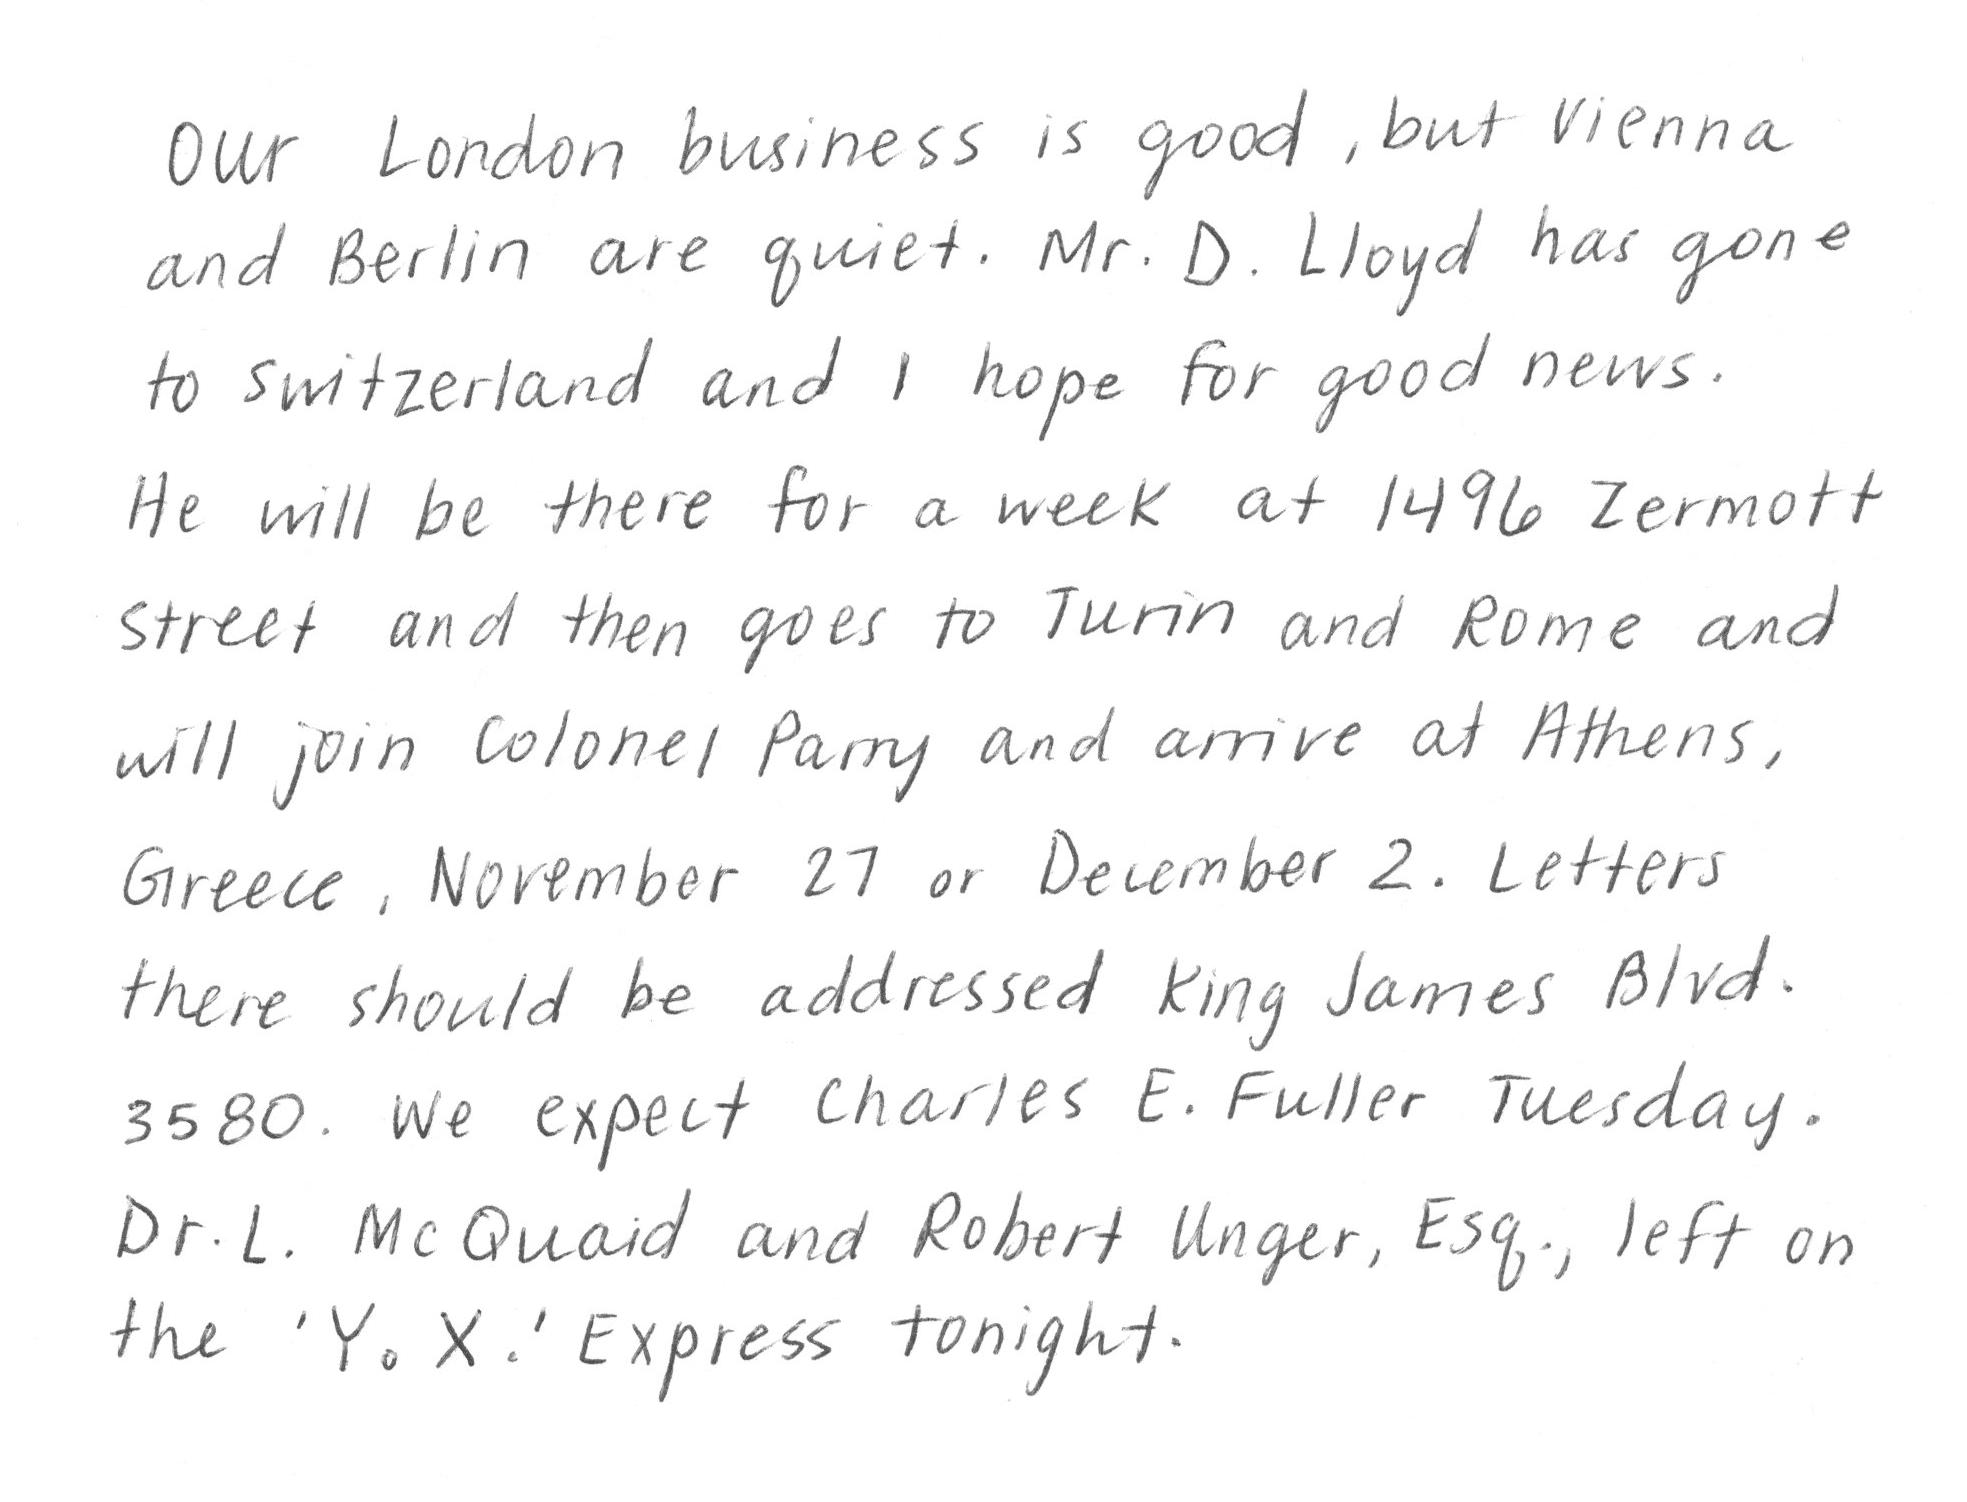 Our London business is good, but Vienna
and Berlin are quiet. Mr. D. Lloyd has gone
to Switzerland and I hope for good news.
He will be there for a week at 1496 Zermott
Street and then goes to Turin and Rome and
will join Colonel Parry and arrive at Athens,
Greece, November 27 or December 2. Letters
there should be addressed King James Blvd.
3580. We expect Charles E. Fuller Tuesday.
Dr. L. McQuaid and Robert Unger, Esq., left on
the 'Y. X.' Express tonight.